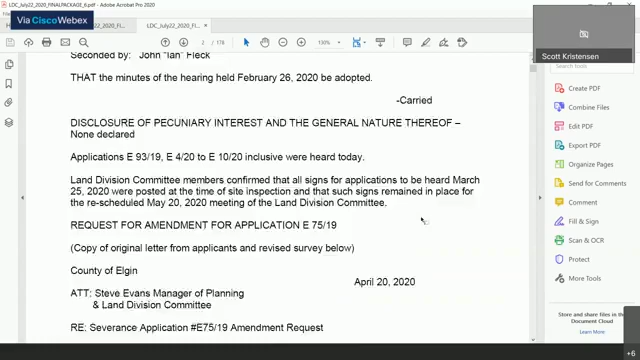 LDC_July22_2020_FINALPACKAGE_6.pdf - Adobe Acrobat Pro 2020
Via Cisco Webex
LDC_July22_2020_FI...
2 / 178
130%
Scott Kristensen
Search tools
Seconded by: John "Ian" Fleck
THAT the minutes of the hearing held February 26, 2020 be adopted.
-Carried
DISCLOSURE OF PECUNIARY INTEREST AND THE GENERAL NATURE THEREOF –
None declared
Applications E 93/19, E 4/20 to E 10/20 inclusive were heard today.
Land Division Committee members confirmed that all signs for applications to be heard March
25, 2020 were posted at the time of site inspection and that such signs remained in place for
the re-scheduled May 20, 2020 meeting of the Land Division Committee.
REQUEST FOR AMENDMENT FOR APPLICATION E 75/19
(Copy of original letter from applicants and revised survey below)
County of Elgin
April 20, 2020
ATT: Steve Evans Manager of Planning
& Land Division Committee
RE: Severance Application #E75/19 Amendment Request
Create PDF
Combine Files
Edit PDF
Export PDF
Organize Pages
Send for Comments
Comment
Fill & Sign
Scan & OCR
Protect
More Tools
Store and share files in the
Document Cloud
Learn More
+6